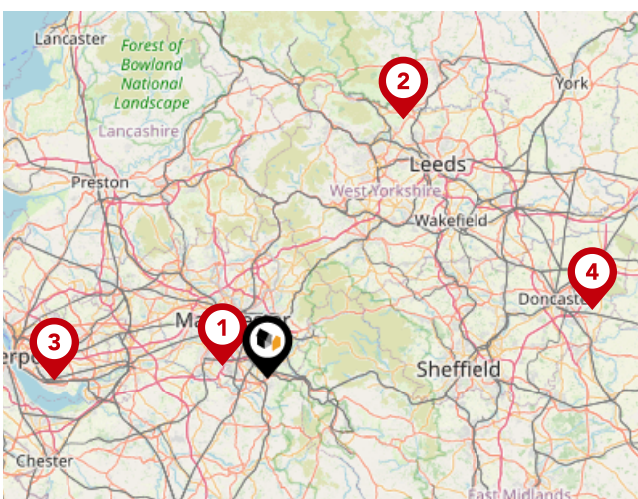 Lancaster
Forest of
Bowland
National
Landscape
2
York
Lancashire
Leeds
Preston
West Yorkshire
Wakefield
4
Doncaste
1
3
Sheffield
Chester
East Midlands